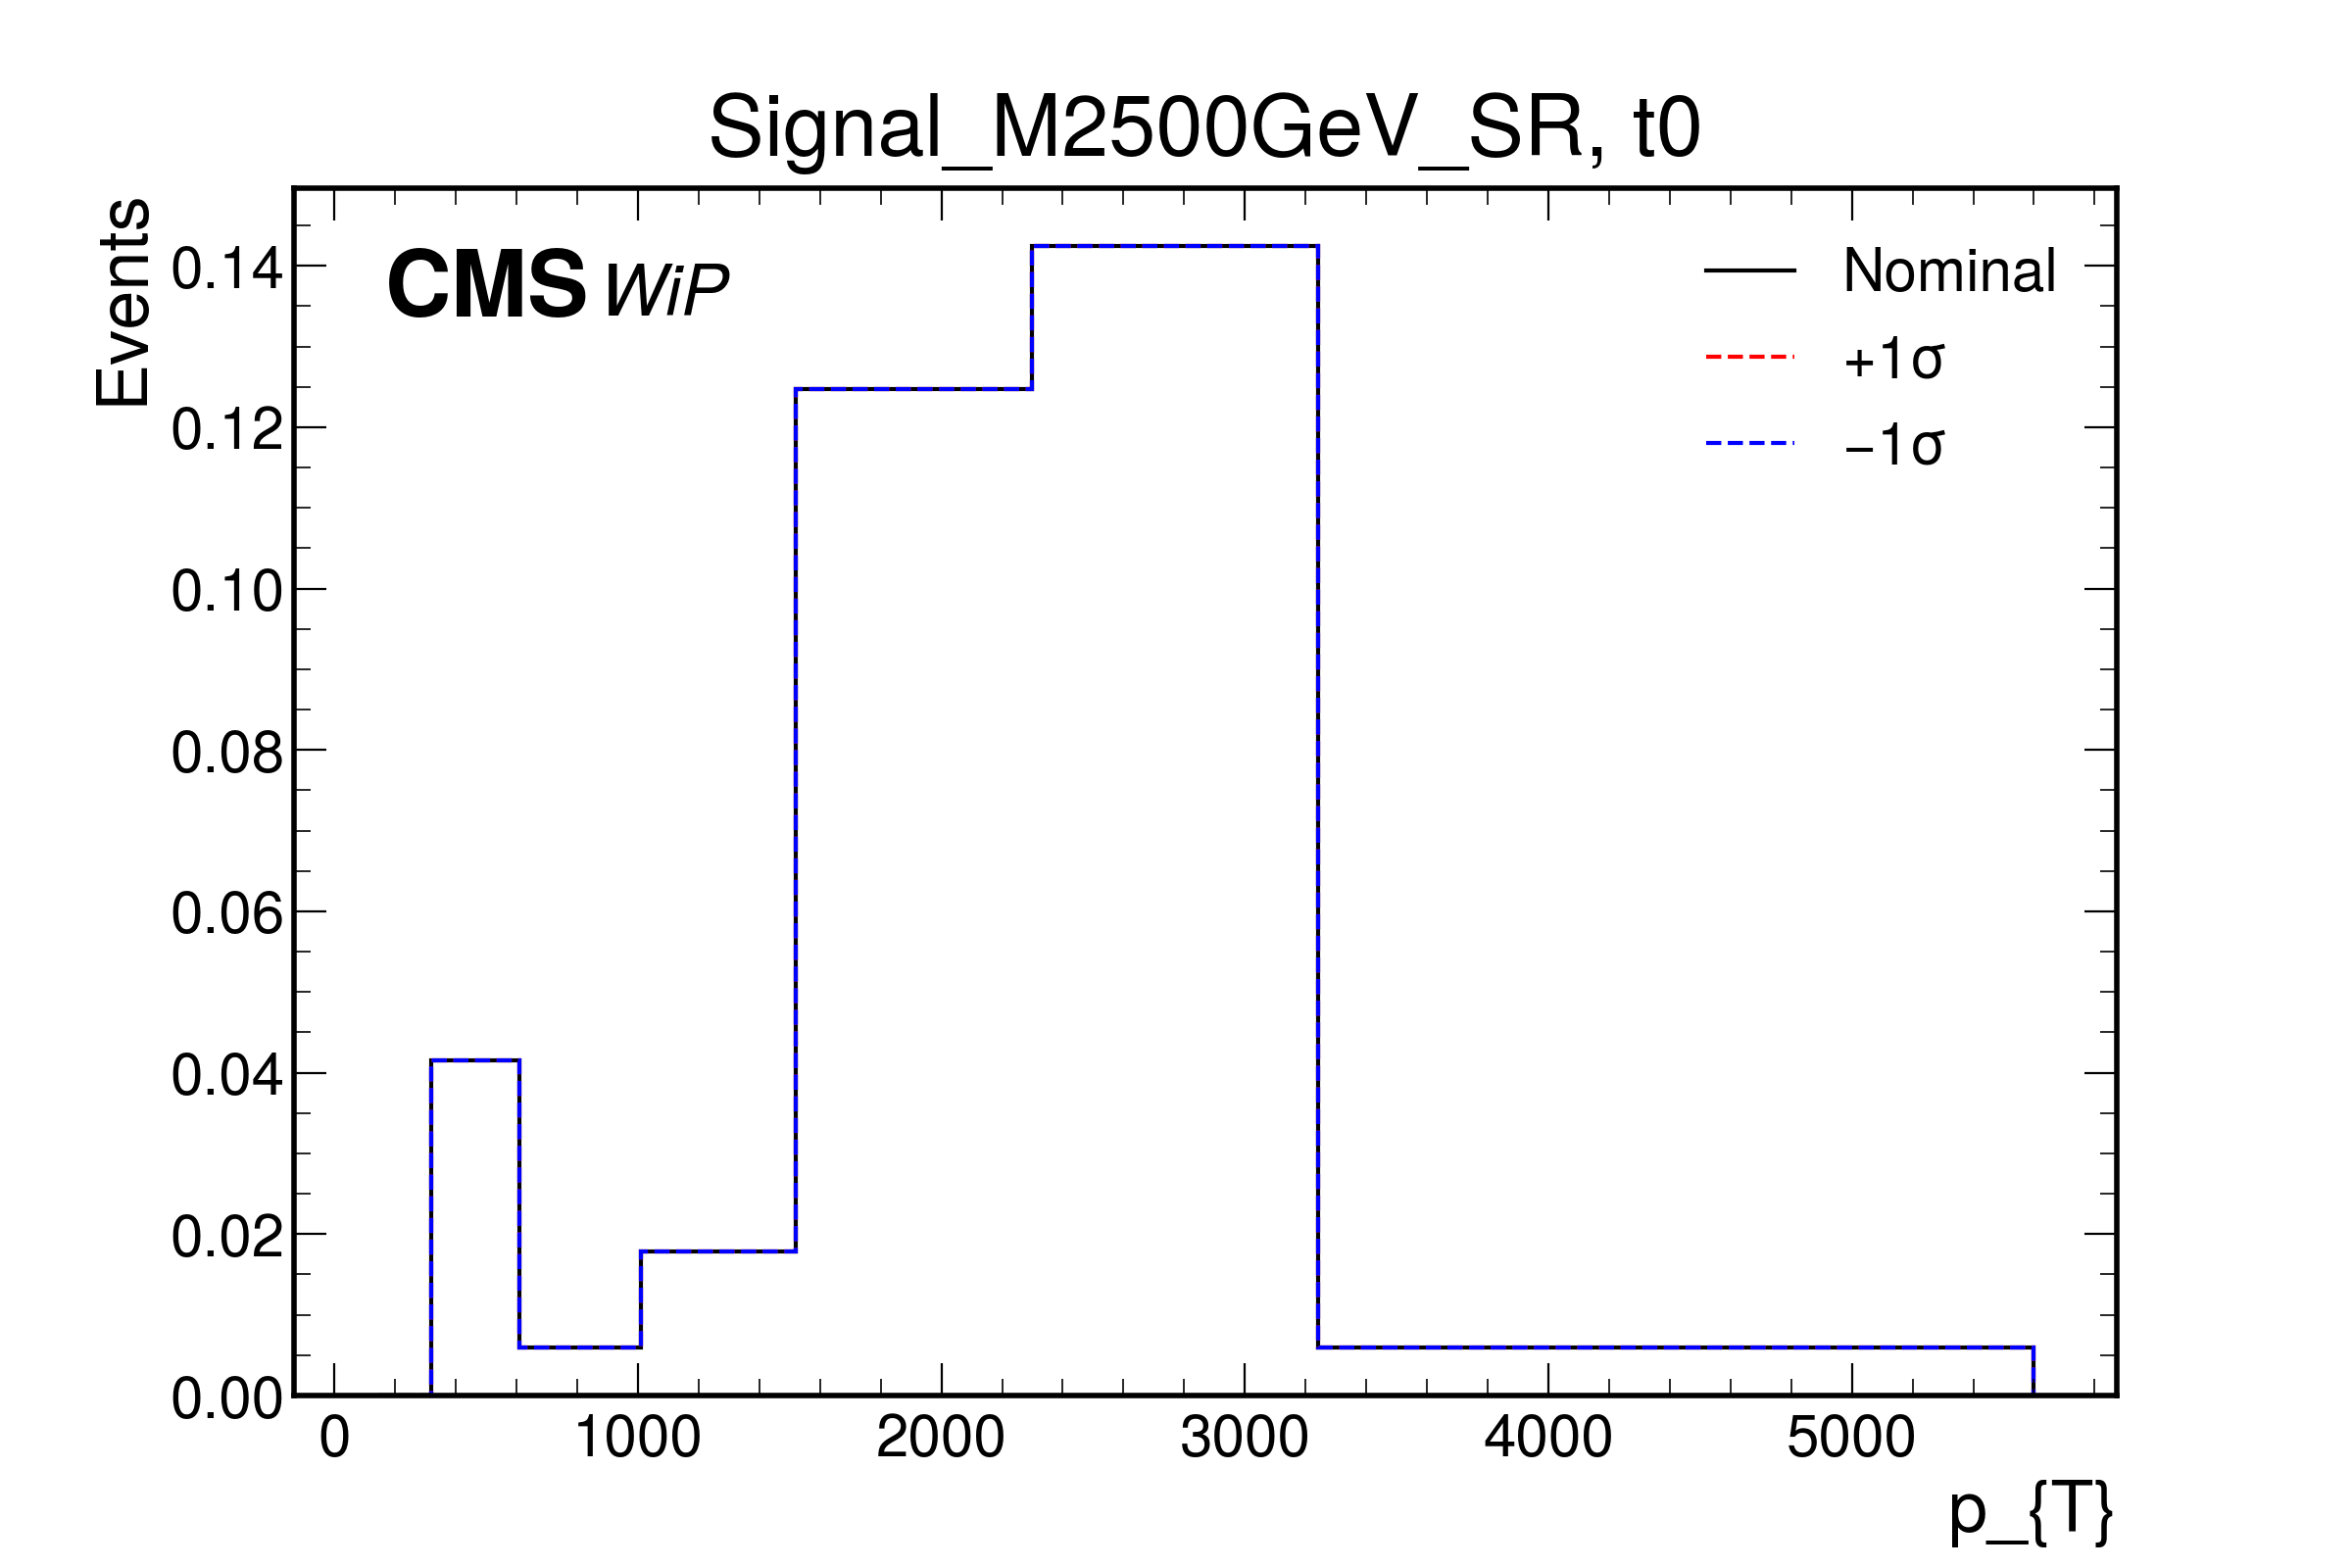 Signal_M2500GeV_SR, t0
Events
CMS WiP
Nominal
+1σ
−1σ
0.14
0.12
0.10
0.08
0.06
0.04
0.02
0.00
0 1000 2000 3000 4000 5000
p_{T}